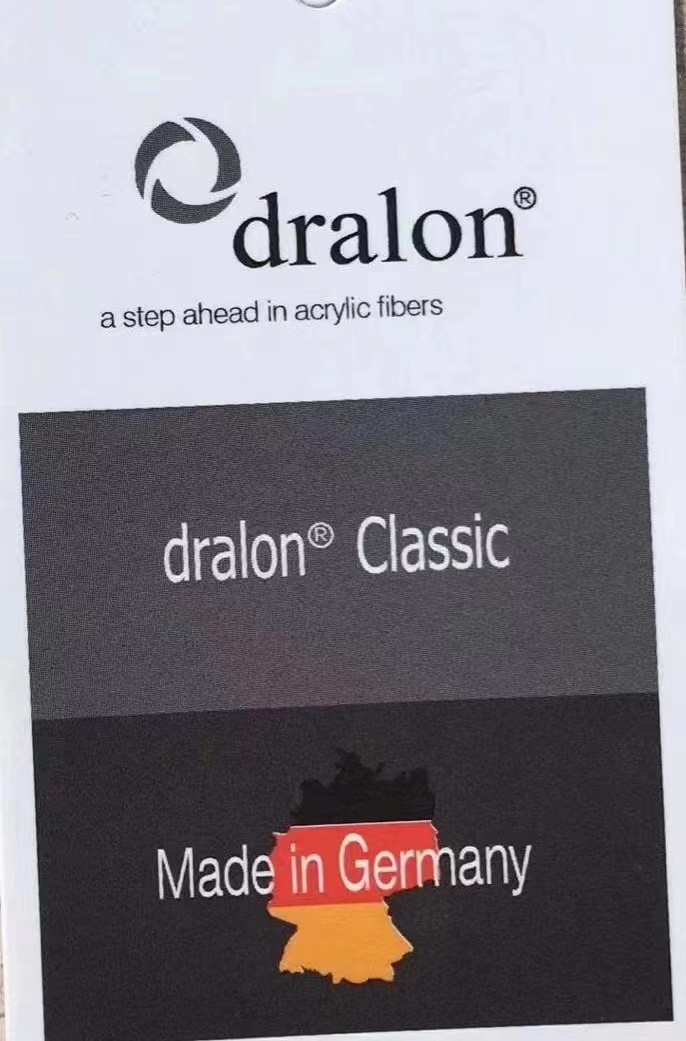 dralon®
a step ahead in acrylic fibers
dralon® Classic
Made in Germany